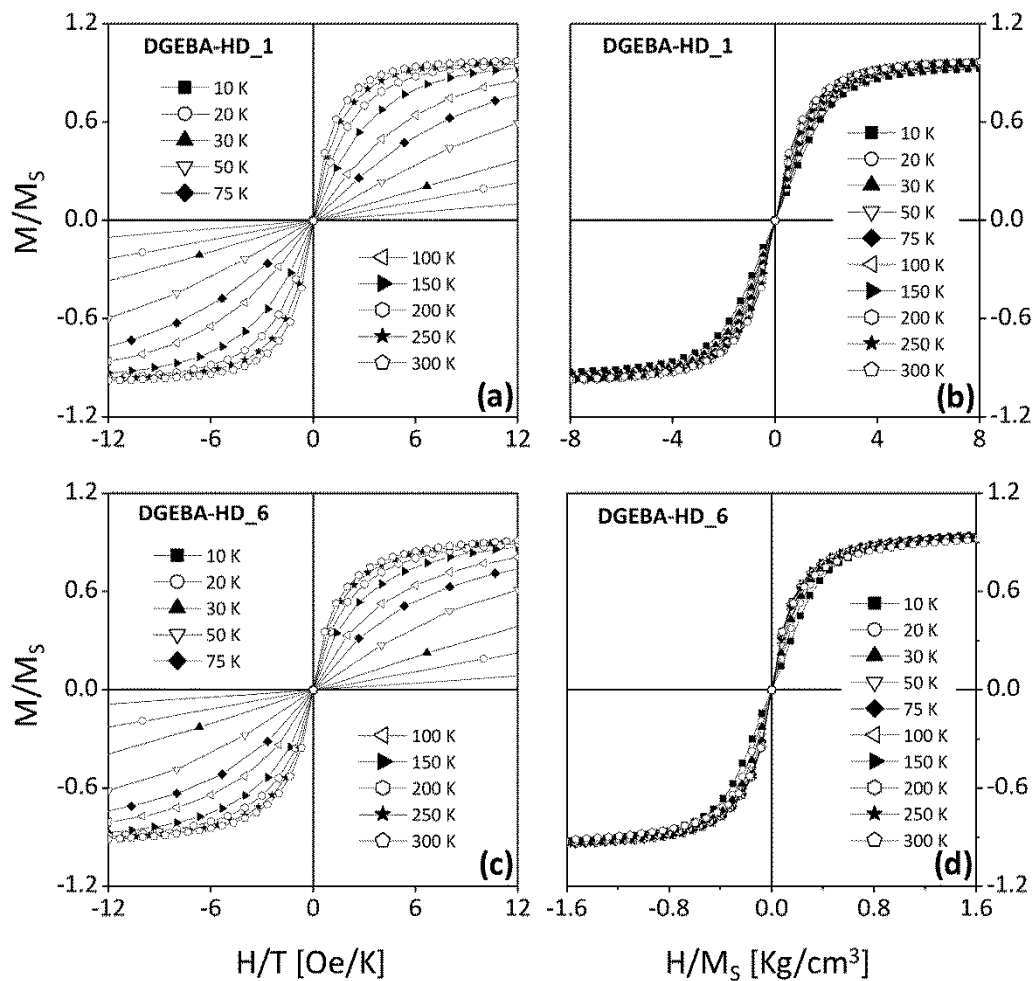 1.2
DGEBA-HD_1
10 K
20 K
30 K
50 K
75 K
0.6
0.0
-0.6
-1.2
M/MS
100 K
150 K
200 K
250 K
300 K
(a)
-12 -6 0 6 12
DGEBA-HD_1
1.2
0.6
0.0
-0.6
-1.2
10 K
20 K
30 K
50 K
75 K
100 K
150 K
200 K
250 K
300 K
(b)
-8 -4 0 4 8
1.2
DGEBA-HD_6
10 K
20 K
30 K
50 K
75 K
0.6
0.0
-0.6
-1.2
M/MS
100 K
150 K
200 K
250 K
300 K
(c)
-12 -6 0 6 12
H/T [Oe/K]
DGEBA-HD_6
1.2
0.6
0.0
-0.6
-1.2
10 K
20 K
30 K
50 K
75 K
100 K
150 K
200 K
250 K
300 K
(d)
-1.6 -0.8 0.0 0.8 1.6
H/MS [Kg/cm³]